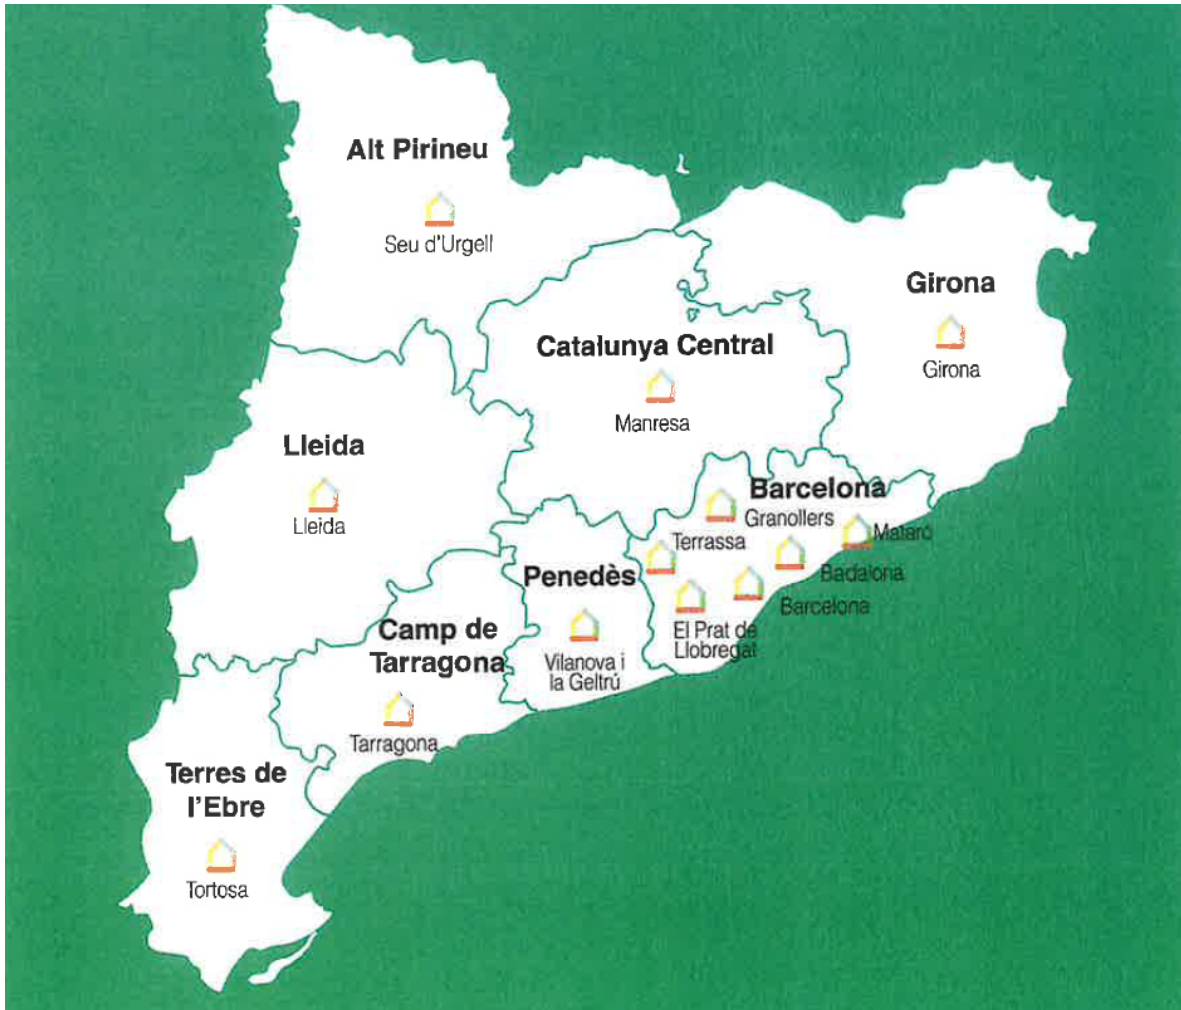 Alt Pirineu
Seu d'Urgell
Girona
Girona
Catalunya Central
Manresa
Lleida
Lleida
Barcelona
Granollers
Mataró
Terrassa
Badalona
Barcelona
El Prat de
Llobregat
Penedès
Vilanova i
la Geltrú
Camp de
Tarragona
Tarragona
Terres de
l'Ebre
Tortosa